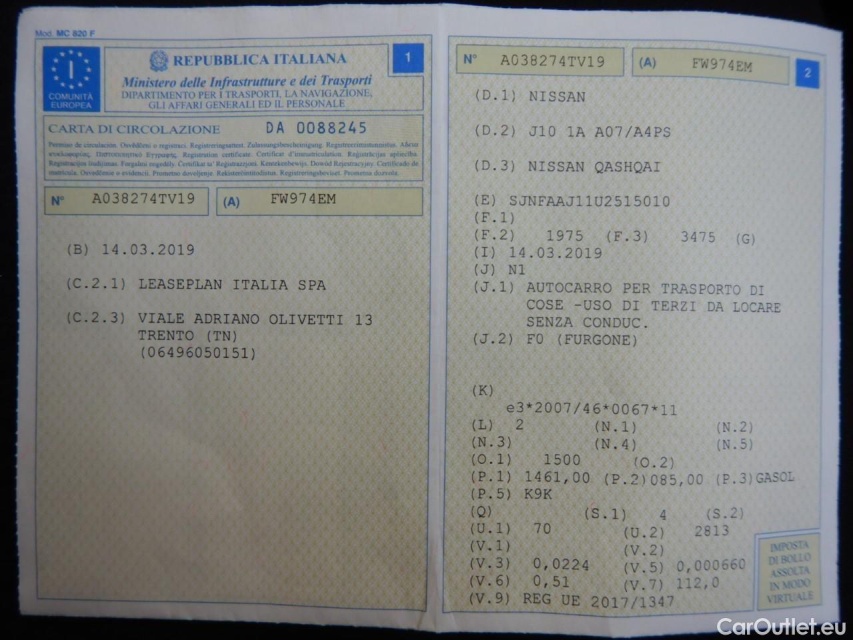 Mod. MC 820 F
COMUNITÀ
EUROPEA
REPUBBLICA ITALIANA
1
Ministero delle Infrastrutture e dei Trasporti
DIPARTIMENTO PER I TRASPORTI, LA NAVIGAZIONE,
GLI AFFARI GENERALI ED IL PERSONALE
CARTA DI CIRCOLAZIONE DA 0088245
N° A038274TV19 (A) FW974EM
(B) 14.03.2019
(C.2.1) LEASEPLAN ITALIA SPA
(C.2.3) VIALE ADRIANO OLIVETTI 13
TRENTO (TN)
(06496050151)
N° A038274TV19 (A) FW974EM
2
(D.1) NISSAN
(D.2) J10 1A A07/A4PS
(D.3) NISSAN QASHQAI
(E) SJNFAAJ11U2515010
(F.1)
(F.2) 1975 (F.3) 3475 (G)
(I) 14.03.2019
(J) N1
(J.1) AUTOCARRO PER TRASPORTO DI
COSE -USO DI TERZI DA LOCARE
SENZA CONDUC.
(J.2) F0 (FURGONE)
(K)
e3*2007/46*0067*11
(L) 2 (N.1) (N.2)
(N.3) (N.4) (N.5)
(O.1) 1500 (O.2)
(P.1) 1461,00 (P.2)085,00 (P.3)GASOL
(P.5) K9K
(Q) (S.1) 4 (S.2)
(U.1) 70 (U.2) 2813
(V.1) (V.2)
(V.3) 0,0224 (V.5) 0,000660
(V.6) 0,51 (V.7) 112,0
(V.9) REG UE 2017/1347
IMPOSTA
DI BOLLO
ASSOLTA
IN MODO
VIRTUALE
CarOutlet.eu